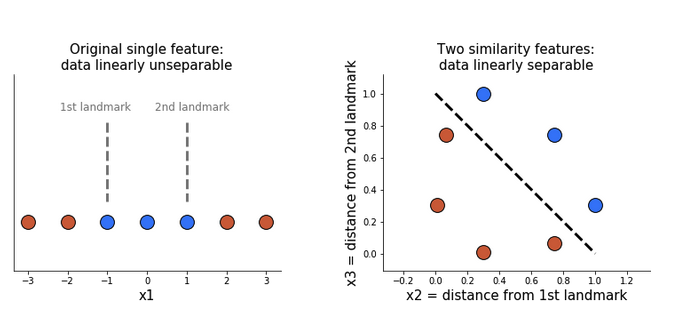 Original single feature:
data linearly unseparable
1st landmark
2nd landmark
−3
−2
−1
0
1
2
3
x1
Two similarity features:
data linearly separable
x3 = distance from 2nd landmark
1.0
0.8
0.6
0.4
0.2
0.0
−0.2
0.0
0.2
0.4
0.6
0.8
1.0
1.2
x2 = distance from 1st landmark